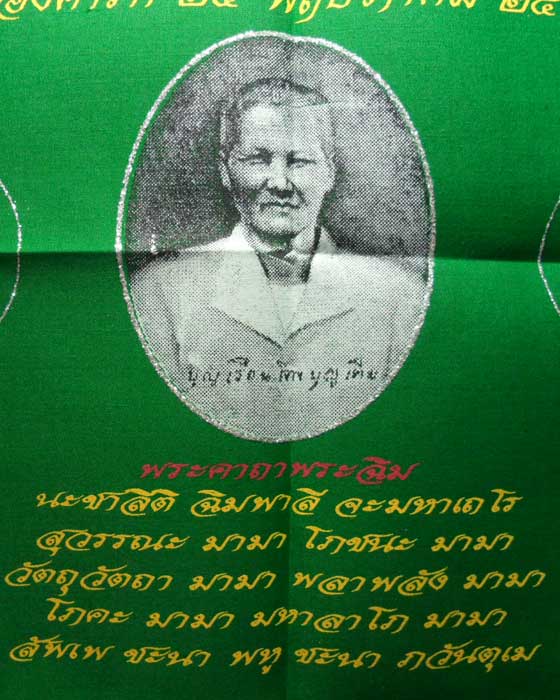 บุญเรือน โตงบุญเติม
พระคาถาพระฉิม
นะชาลีติ ฉิมพาลี จะมหาเถโร
สุวรรณะ มามา โภชนะ มามา
วัตถุวัตถา มามา พลาพลัง มามา
โภคะ มามา มหาลาโภ มามา
สัพเพ ชะนา พหู ชะนา ภวันตุเม